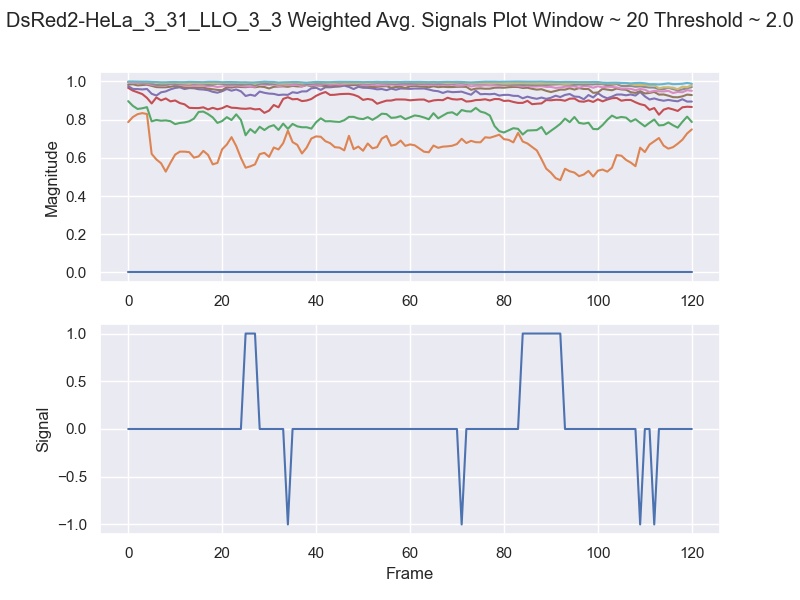 DsRed2-HeLa_3_31_LLO_3_3 Weighted Avg. Signals Plot Window ~ 20 Threshold ~ 2.0
1.0
0.8
0.6
0.4
0.2
0.0
Magnitude
0 20 40 60 80 100 120
1.0
0.5
0.0
−0.5
−1.0
Signal
0 20 40 60 80 100 120
Frame